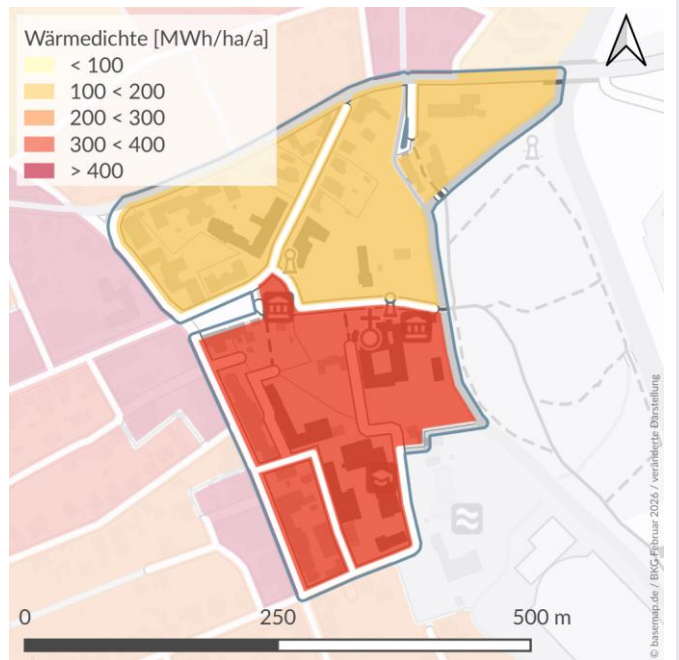 Wärmedichte [MWh/ha/a]
< 100
100 < 200
200 < 300
300 < 400
> 400
0 250 500 m
© basemap.de / BKG Februar 2026 / veränderte Darstellung